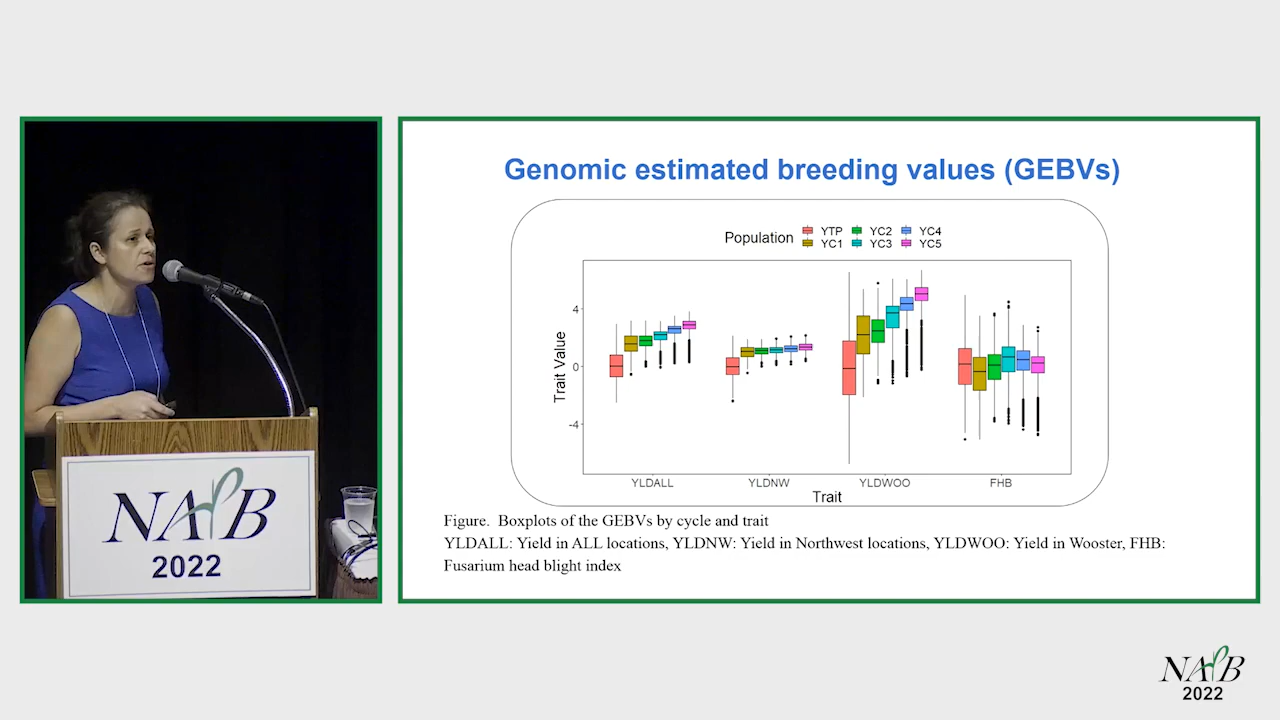 NAPB
2022
Genomic estimated breeding values (GEBVs)
Population
YTP YC2 YC4
YC1 YC3 YC5
Trait Value
4
0
-4
YLDALL YLDNW YLDWOO FHB
Trait
Figure. Boxplots of the GEBVs by cycle and trait
YLDALL: Yield in ALL locations, YLDNW: Yield in Northwest locations, YLDWOO: Yield in Wooster, FHB:
Fusarium head blight index
NAPB
2022